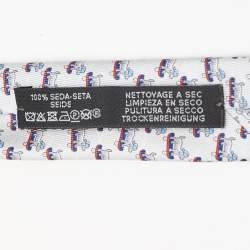 100% SEDA-SETA
SEIDE
NETTOYAGE A SEC
LIMPIEZA EN SECO
PULITURA A SECCO
TROCKENREINIGUNG